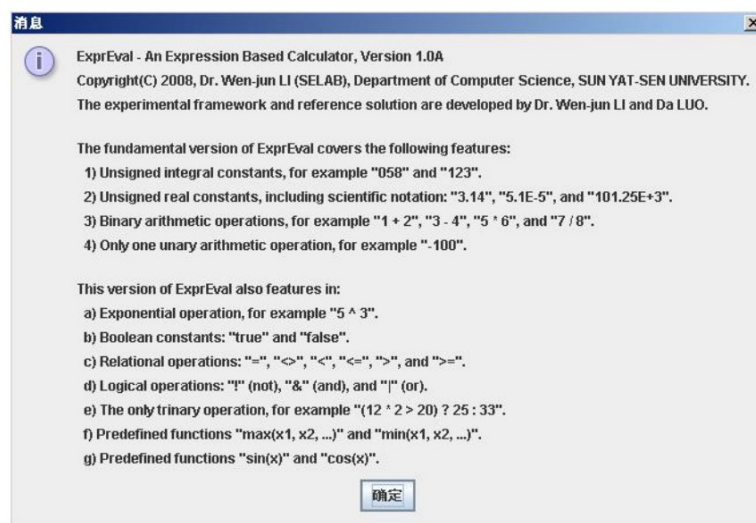 消息
ExprEval - An Expression Based Calculator, Version 1.0A
Copyright(C) 2008, Dr. Wen-jun LI (SELAB), Department of Computer Science, SUN YAT-SEN UNIVERSITY.
The experimental framework and reference solution are developed by Dr. Wen-jun LI and Da LUO.
The fundamental version of ExprEval covers the following features:
1) Unsigned integral constants, for example "058" and "123".
2) Unsigned real constants, including scientific notation: "3.14", "5.1E-5", and "101.25E+3".
3) Binary arithmetic operations, for example "1 + 2", "3 - 4", "5 * 6", and "7 / 8".
4) Only one unary arithmetic operation, for example "-100".
This version of ExprEval also features in:
a) Exponential operation, for example "5 ^ 3".
b) Boolean constants: "true" and "false".
c) Relational operations: "=", "<>", "<", "<=", ">", and ">=".
d) Logical operations: "!" (not), "&" (and), and "|" (or).
e) The only trinary operation, for example "(12 * 2 > 20) ? 25 : 33".
f) Predefined functions "max(x1, x2, ...)" and "min(x1, x2, ...)".
g) Predefined functions "sin(x)" and "cos(x)".
确定